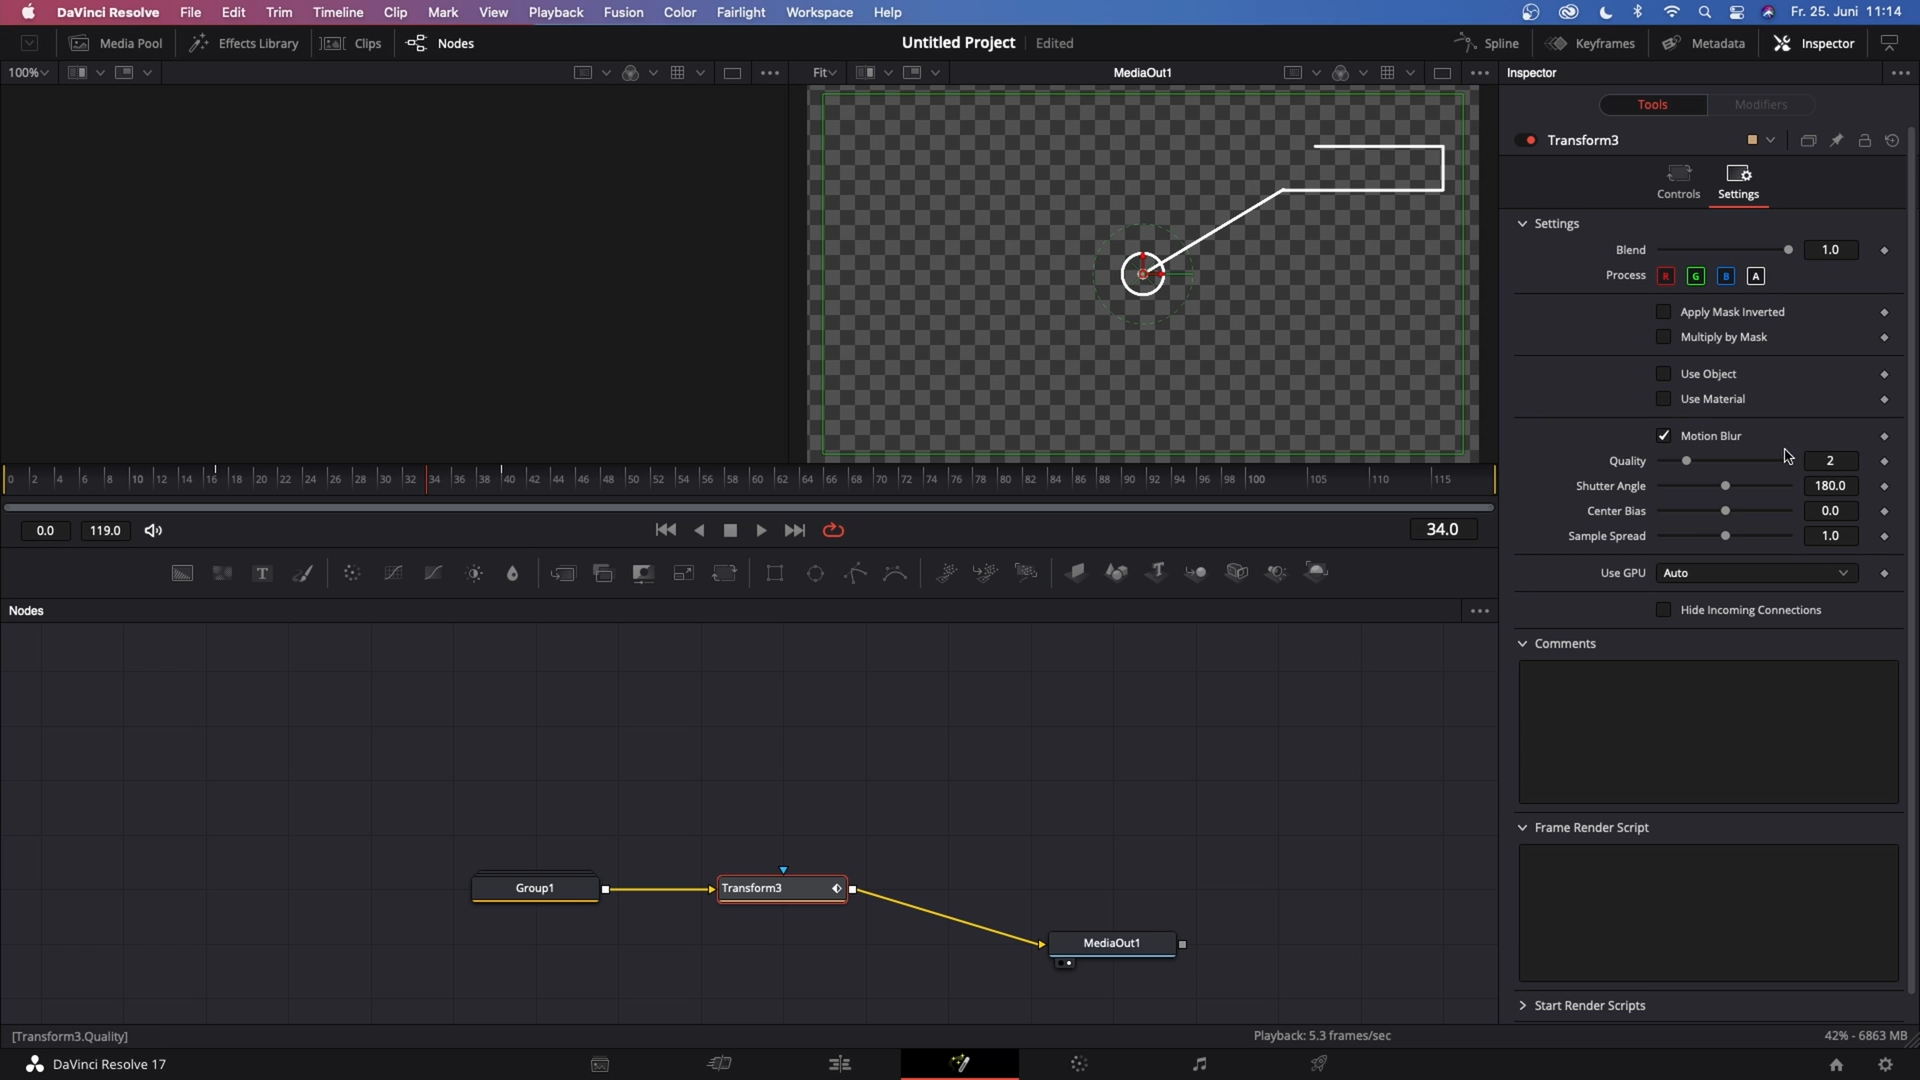 DaVinci Resolve File Edit Trim Timeline Clip Mark View Playback Fusion Color Fairlight Workspace Help Fr. 25. Juni 11:14
Media Pool Effects Library Clips Nodes Untitled Project Edited Spline Keyframes Metadata Inspector
100% Fit MediaOut1 Inspector
Tools Modifiers
Transform3
Controls Settings
Settings
Blend 1.0
Process R G B A
Apply Mask Inverted
Multiply by Mask
Use Object
Use Material
Motion Blur
Quality 2
Shutter Angle 180.0
Center Bias 0.0
Sample Spread 1.0
Use GPU Auto
Hide Incoming Connections
Comments
Frame Render Script
Start Render Scripts
0 2 4 6 8 10 12 14 16 18 20 22 24 26 28 30 32 34 36 38 40 42 44 46 48 50 52 54 56 58 60 62 64 66 68 70 72 74 76 78 80 82 84 86 88 90 92 94 96 98 100 105 110 115
0.0 119.0 34.0
T T
Nodes
Group1 Transform3
MediaOut1
[Transform3.Quality] Playback: 5.3 frames/sec 42% - 6863 MB
DaVinci Resolve 17